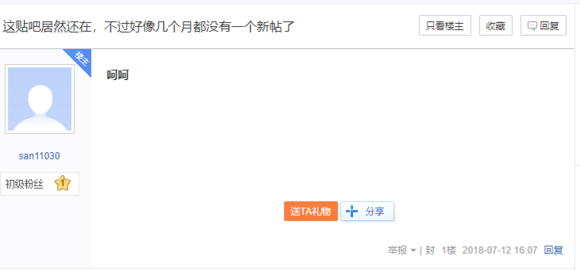 这贴吧居然还在，不过好像几个月都没有一个新帖了
只看楼主 收藏 回复
楼主
呵呵
san11030
初级粉丝 1
送TA礼物 分享
举报 | 封 1楼 2018-07-12 16:07 回复